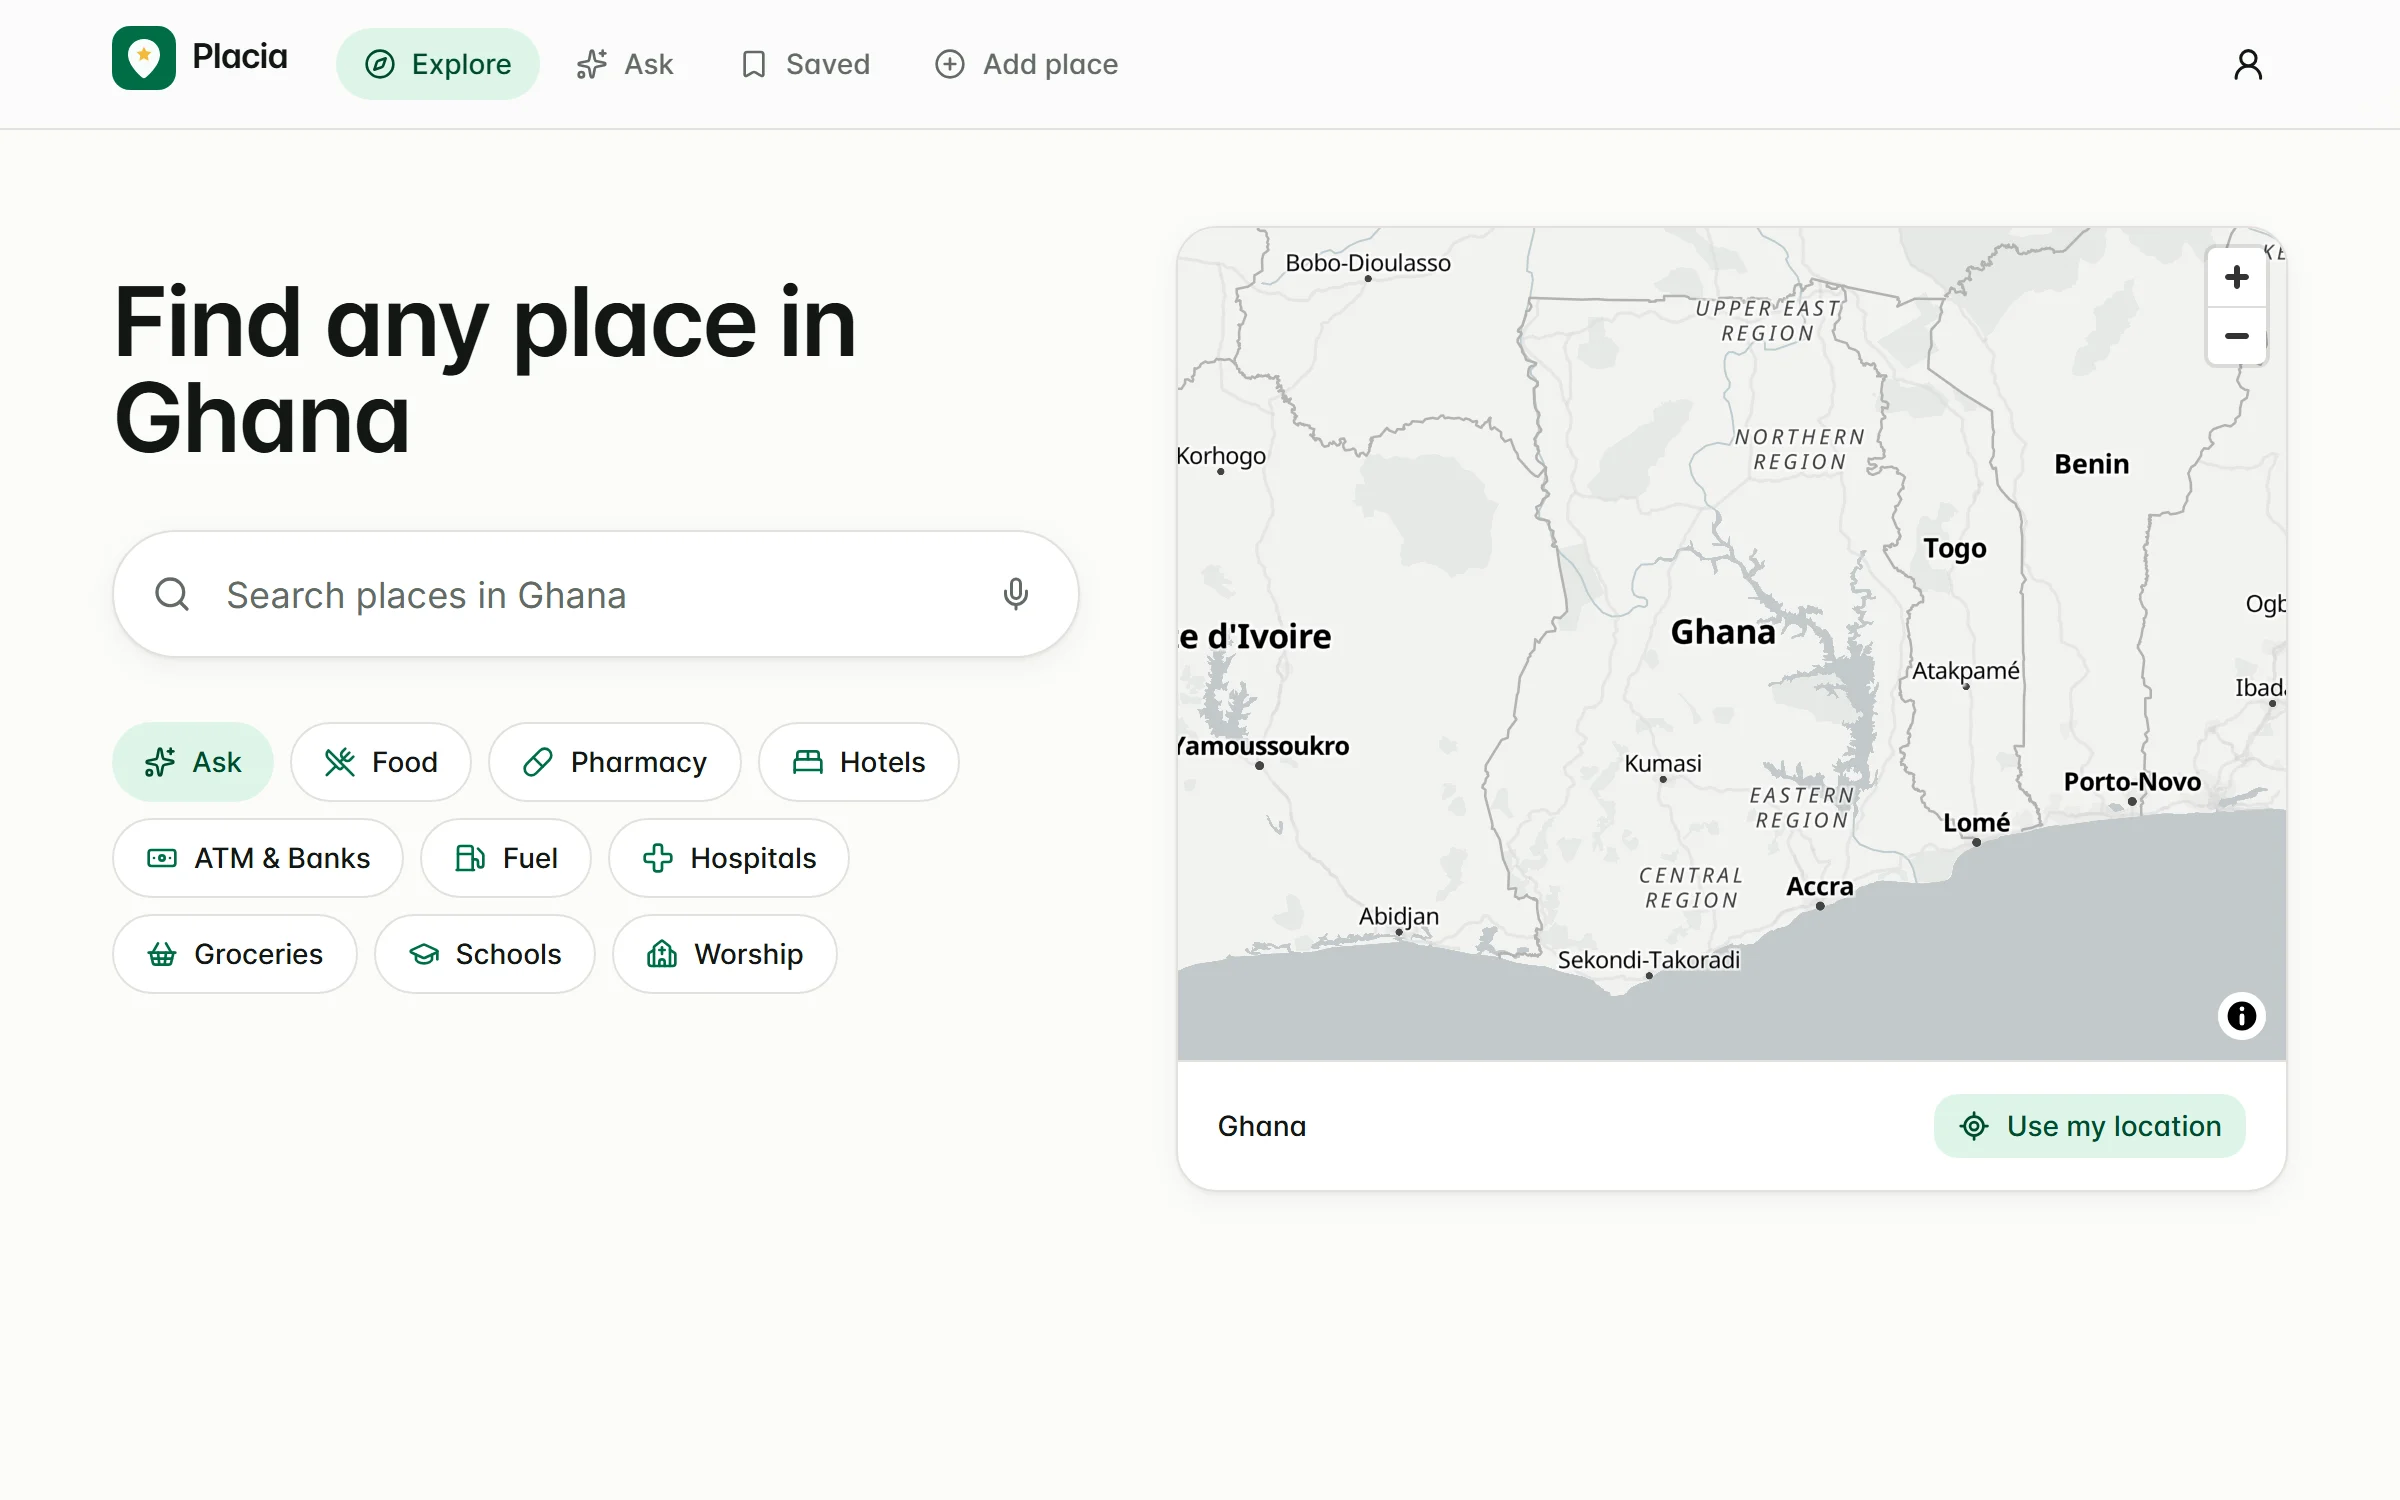 Placia
Explore
Ask
Saved
Add place
Find any place in
Ghana
Search places in Ghana
Ask
Food
Pharmacy
Hotels
ATM & Banks
Fuel
Hospitals
Groceries
Schools
Worship
Bobo-Dioulasso
UPPER EAST
REGION
Korhogo
NORTHERN
REGION
Benin
Togo
Ghana
e d'Ivoire
Atakpamé
Yamoussoukro
Kumasi
EASTERN
REGION
Porto-Novo
Lomé
CENTRAL
REGION
Accra
Abidjan
Sekondi-Takoradi
Ghana
Use my location